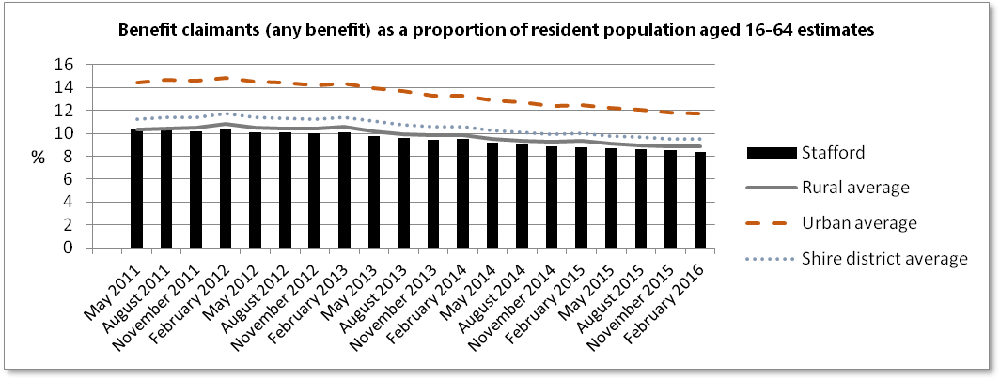 Benefit claimants (any benefit) as a proportion of resident population aged 16-64 estimates
16
14
12
10
8
6
4
2
0
%
May 2011
August 2011
November 2011
February 2012
May 2012
August 2012
November 2012
February 2013
May 2013
August 2013
November 2013
February 2014
May 2014
August 2014
November 2014
February 2015
May 2015
August 2015
November 2015
February 2016
Stafford
Rural average
Urban average
Shire district average